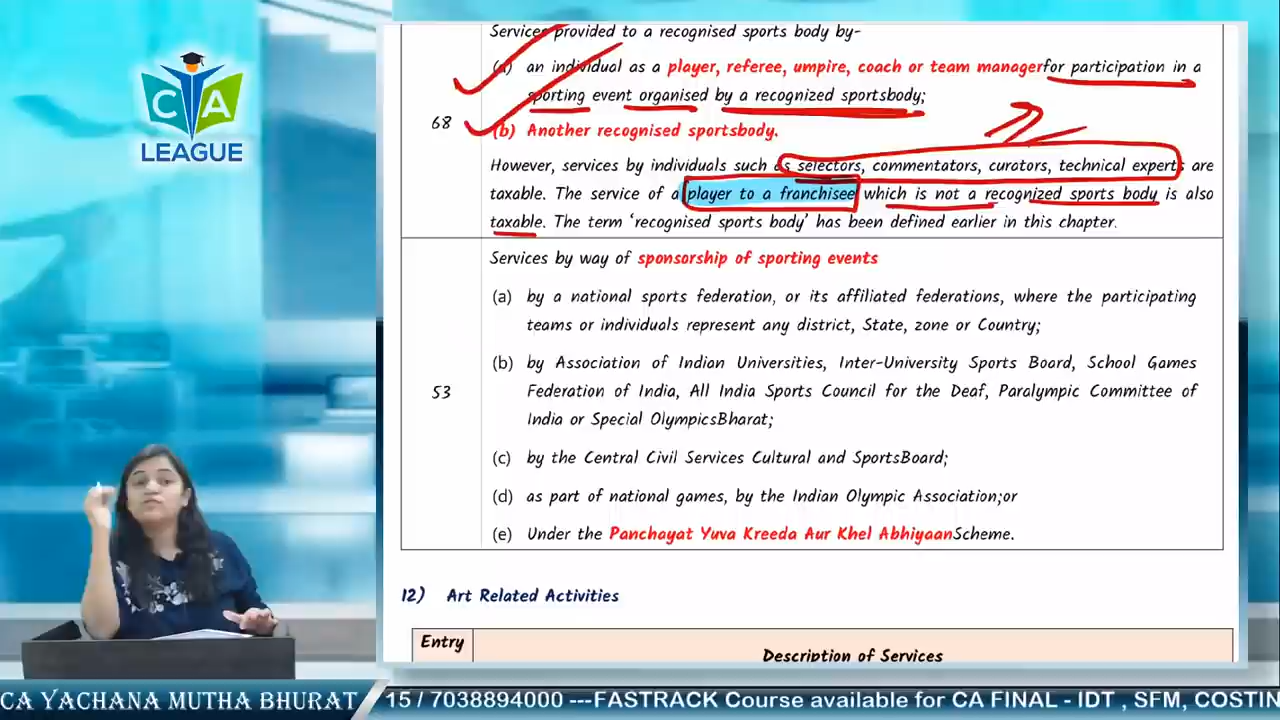 CA
LEAGUE
Services provided to a recognised sports body by-
68
(a) an individual as a player, referee, umpire, coach or team managerfor participation in a
sporting event organised by a recognized sportsbody;
(b) Another recognised sportsbody.
However, services by individuals such as selectors, commentators, curators, technical experts are
taxable. The service of a player to a franchisee which is not a recognized sports body is also
taxable. The term ‘recognised sports body’ has been defined earlier in this chapter.
53
Services by way of sponsorship of sporting events
(a) by a national sports federation, or its affiliated federations, where the participating
teams or individuals represent any district, State, zone or Country;
(b) by Association of Indian Universities, Inter-University Sports Board, School Games
Federation of India, All India Sports Council for the Deaf, Paralympic Committee of
India or Special OlympicsBharat;
(c) by the Central Civil Services Cultural and SportsBoard;
(d) as part of national games, by the Indian Olympic Association;or
(e) Under the Panchayat Yuva Kreeda Aur Khel AbhiyaanScheme.
12) Art Related Activities
Entry
Description of Services
CA YACHANA MUTHA BHURAT
15 / 7038894000 ---FASTRACK Course available for CA FINAL - IDT , SFM, COSTIN